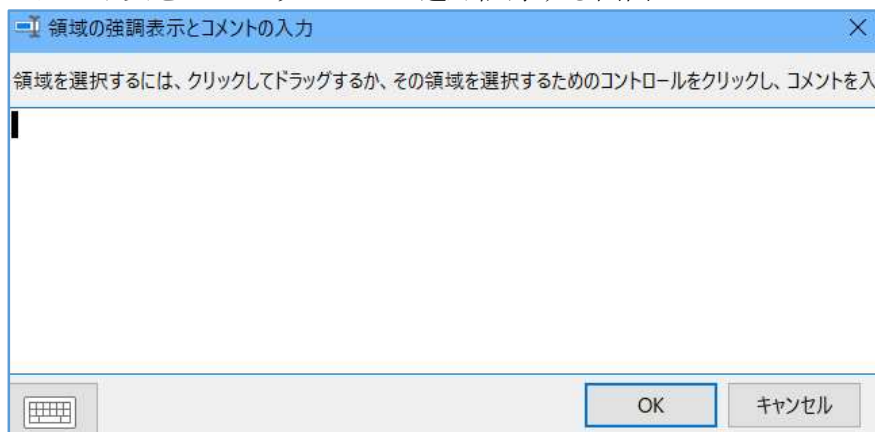 領域の強調表示とコメントの入力
領域を選択するには、クリックしてドラッグするか、その領域を選択するためのコントロールをクリックし、コメントを入
OK
キャンセル